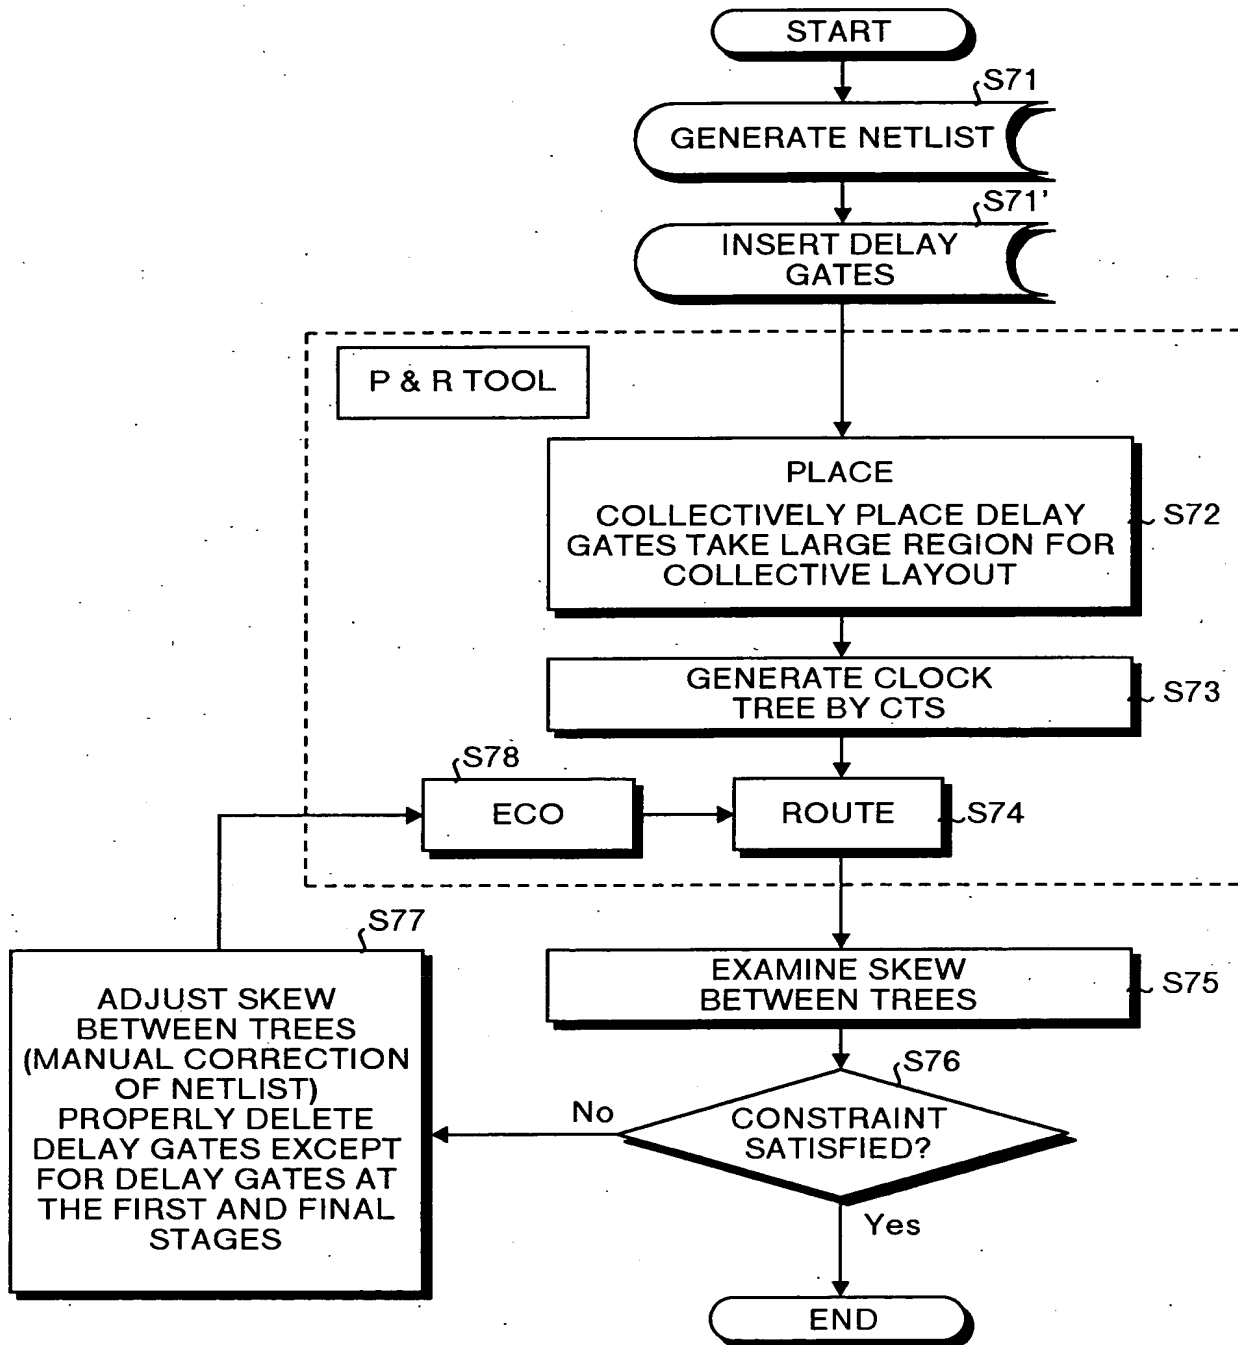 START
S71
GENERATE NETLIST
S71'
INSERT DELAY
GATES
P & R TOOL
PLACE
COLLECTIVELY PLACE DELAY
GATES TAKE LARGE REGION FOR
COLLECTIVE LAYOUT
S72
GENERATE CLOCK
TREE BY CTS
S73
S78
ECO
ROUTE
S74
S77
ADJUST SKEW
BETWEEN TREES
(MANUAL CORRECTION
OF NETLIST)
PROPERLY DELETE
DELAY GATES EXCEPT
FOR DELAY GATES AT
THE FIRST AND FINAL
STAGES
EXAMINE SKEW
BETWEEN TREES
S75
S76
CONSTRAINT
SATISFIED?
No
Yes
END